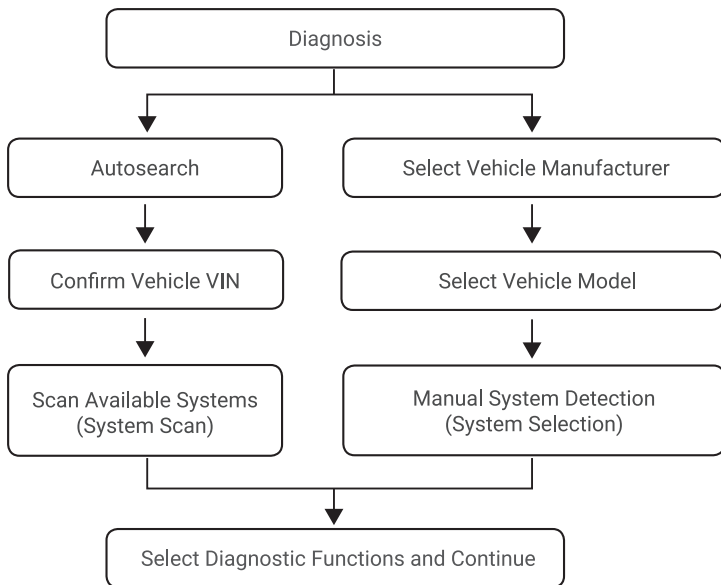 Diagnosis
Autosearch
Select Vehicle Manufacturer
Confirm Vehicle VIN
Select Vehicle Model
Scan Available Systems
(System Scan)
Manual System Detection
(System Selection)
Select Diagnostic Functions and Continue